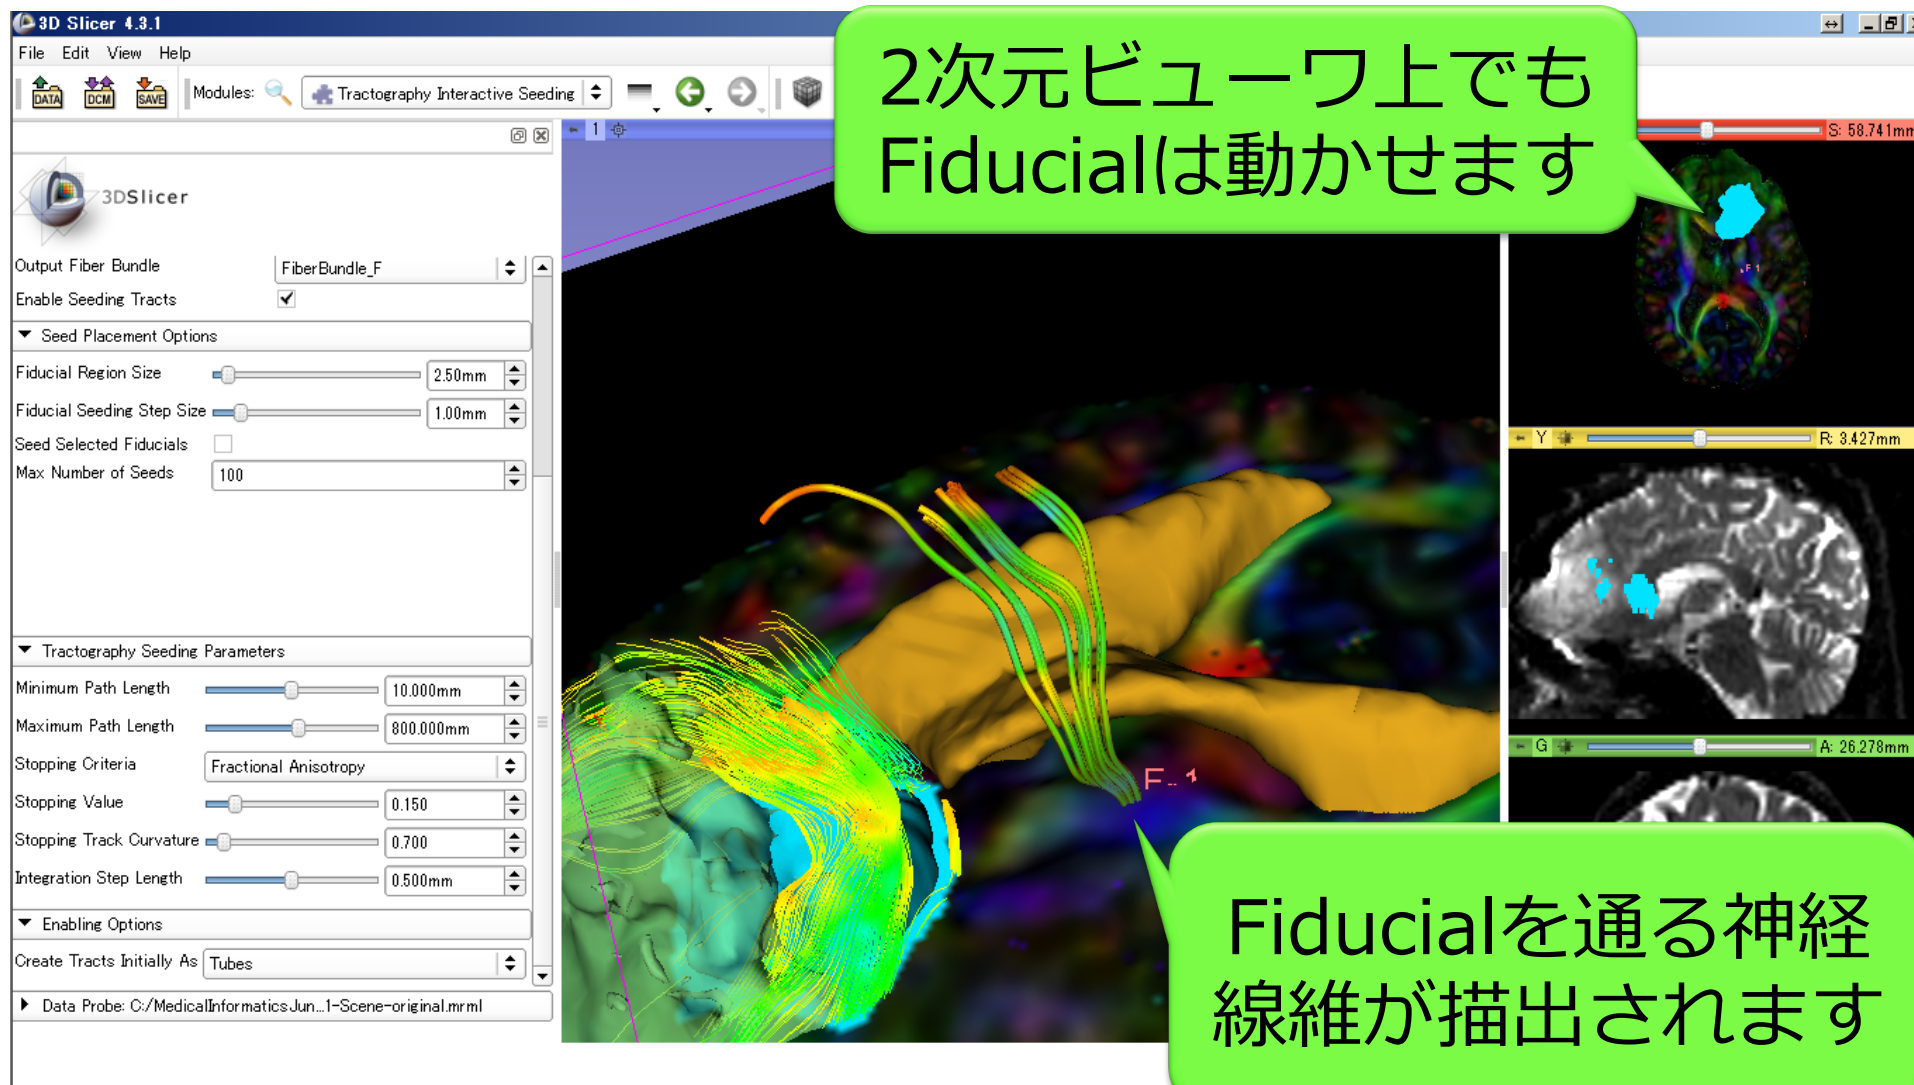 3D Slicer 4.3.1
File Edit View Help
2次元ビューワ上でも
Fiducialは動かせます
DATA DCM SAVE Modules: Tractography Interactive Seeding
1
S: 58.741mm
3DSlicer
Output Fiber Bundle FiberBundle_F
Enable Seeding Tracts
Seed Placement Options
Fiducial Region Size 2.50mm
Fiducial Seeding Step Size 1.00mm
Seed Selected Fiducials
Max Number of Seeds 100
F 1
Y R: 3.427mm
Tractography Seeding Parameters
Minimum Path Length 10.000mm
Maximum Path Length 800.000mm
Stopping Criteria Fractional Anisotropy
Stopping Value 0.150
Stopping Track Curvature 0.700
Integration Step Length 0.500mm
G A: 26.278mm
F-1
Enabling Options
Create Tracts Initially As Tubes
Data Probe: C:/MedicalInformaticsJun...1-Scene-original.mrml
Fiducialを通る神経
線維が描出されます